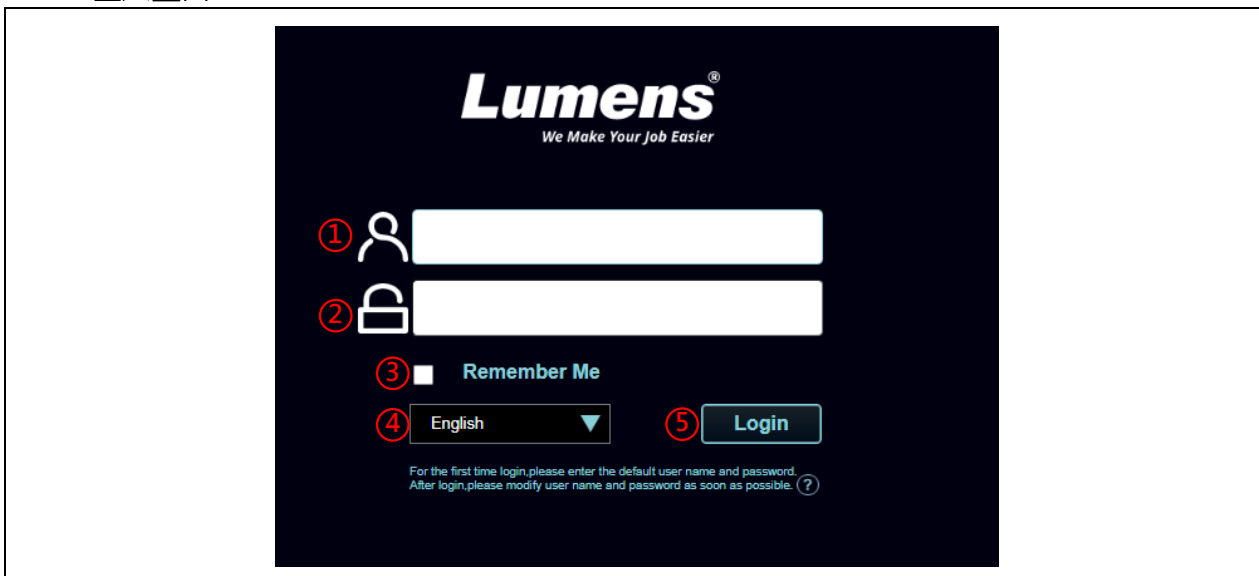 Lumens®
We Make Your Job Easier
①
②
③ Remember Me
④ English ⑤ Login
For the first time login,please enter the default user name and password.
After login,please modify user name and password as soon as possible. ?